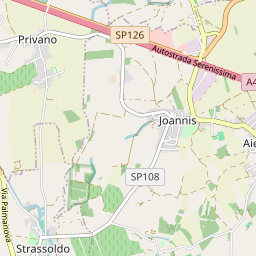 SP126
Privano
Autostrada Serenissima
A4
Joannis
Aie
SP108
Via Palmanova
Strassoldo